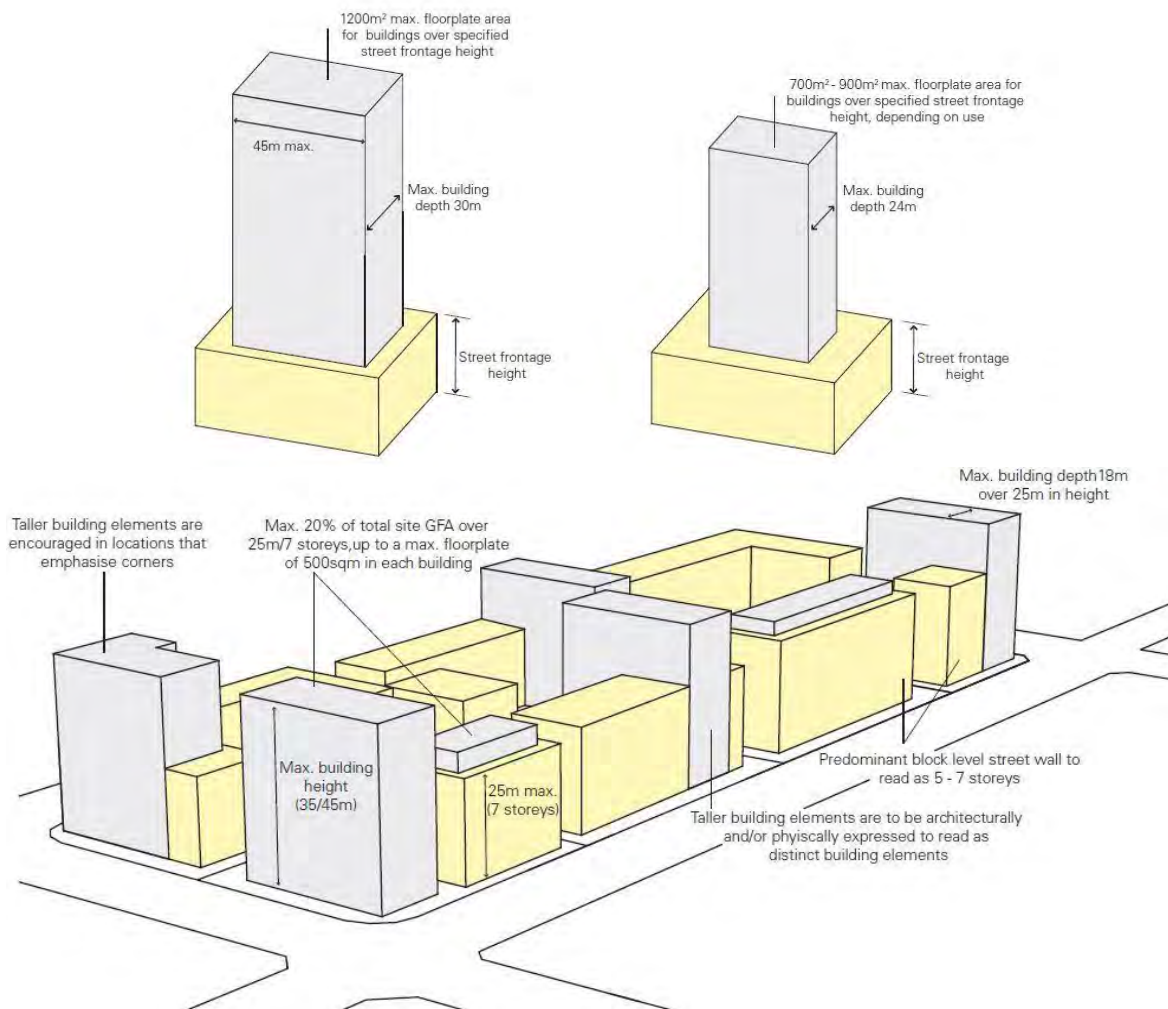 1200m² max. floorplate area
for buildings over specified
street frontage height
45m max.
Max. building
depth 30m
Street frontage
height
700m² - 900m² max. floorplate area for
buildings over specified street frontage
height, depending on use
Max. building
depth 24m
Street frontage
height
Taller building elements are
encouraged in locations that
emphasise corners
Max. 20% of total site GFA over
25m/7 storeys,up to a max. floorplate
of 500sqm in each building
Max. building depth18m
over 25m in height
Max. building
height
(35/45m)
25m max.
(7 storeys)
Predominant block level street wall to
read as 5 - 7 storeys
Taller building elements are to be architecturally
and/or phyiscally expressed to read as
distinct building elements